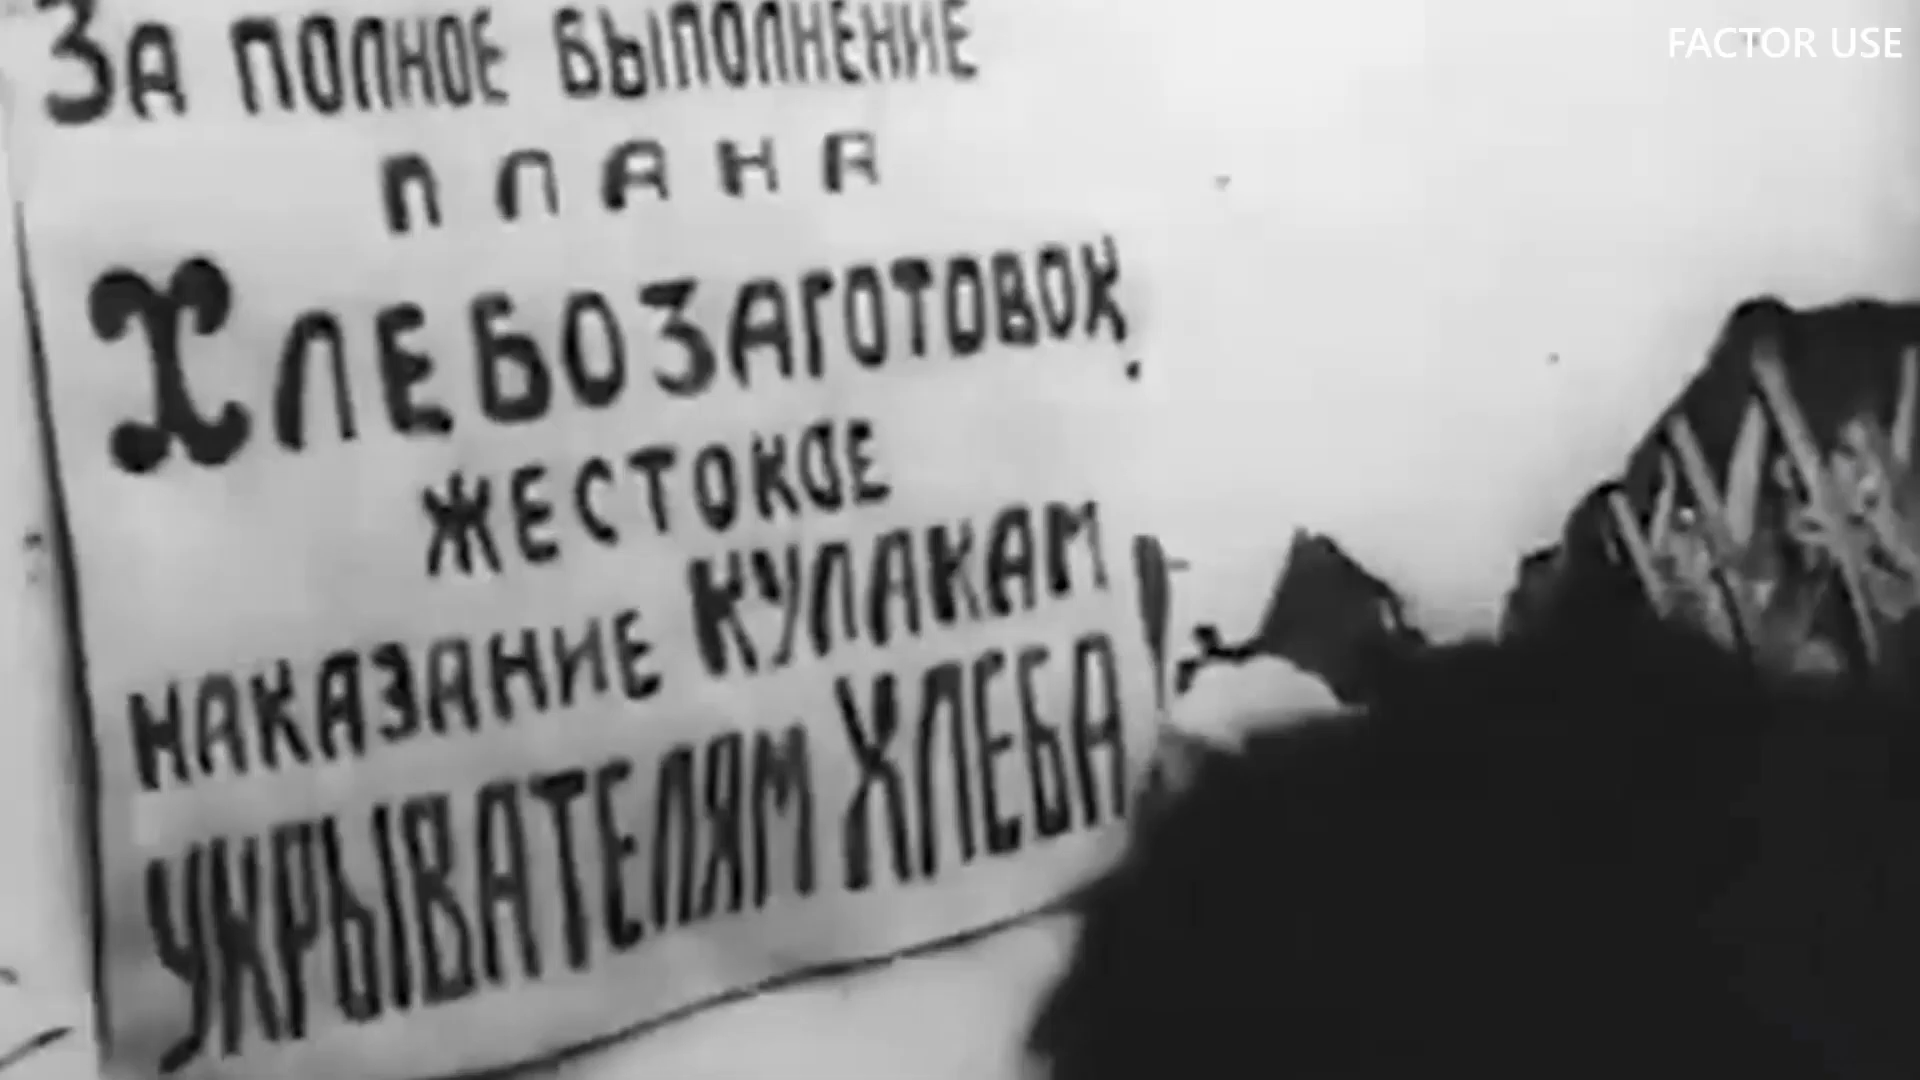 FACTOR USE
За полное выполнение
плана
Хлебозаготовок.
жестокое
наказание кулакам
укрывателям хлеба!